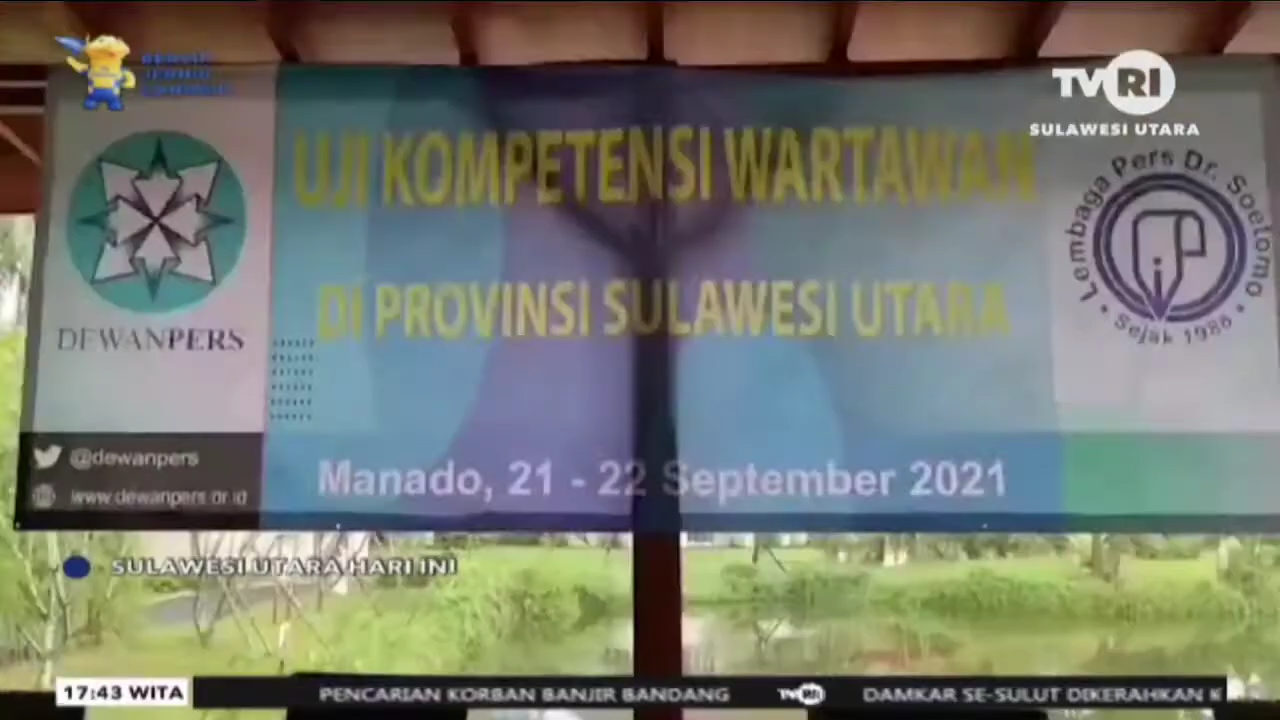 TVRI
SULAWESI UTARA
UJI KOMPETENSI WARTAWAN
DI PROVINSI SULAWESI UTARA
Manado, 21 - 22 September 2021
DEWANPERS
@dewanpers
www.dewanpers.or.id
Lembaga Pers Dr. Soetomo
Sejak 1986
SULAWESI UTARA HARI INI
17:43 WITA
PENCARIAN KORBAN BANJIR BANDANG TVRI DAMKAR SE-SULUT DIKERAHKAN K